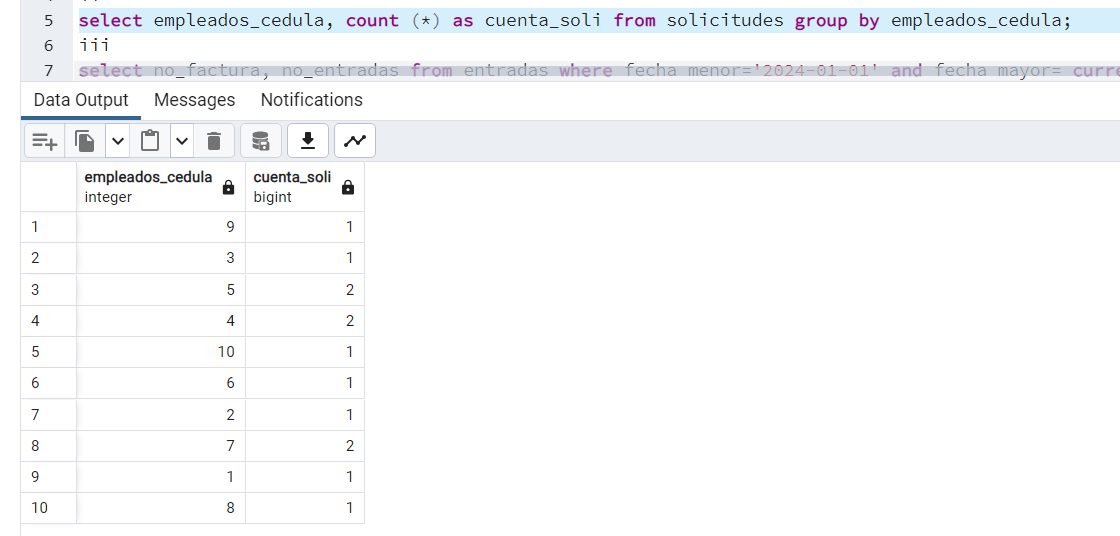 5 select empleados_cedula, count (*) as cuenta_soli from solicitudes group by empleados_cedula;
6 iii
7 select no_factura, no_entradas from entradas where fecha menor='2024-01-01' and fecha mayor= curre
Data Output Messages Notifications
empleados_cedula cuenta_soli
integer bigint
1 9 1
2 3 1
3 5 2
4 4 2
5 10 1
6 6 1
7 2 1
8 7 2
9 1 1
10 8 1